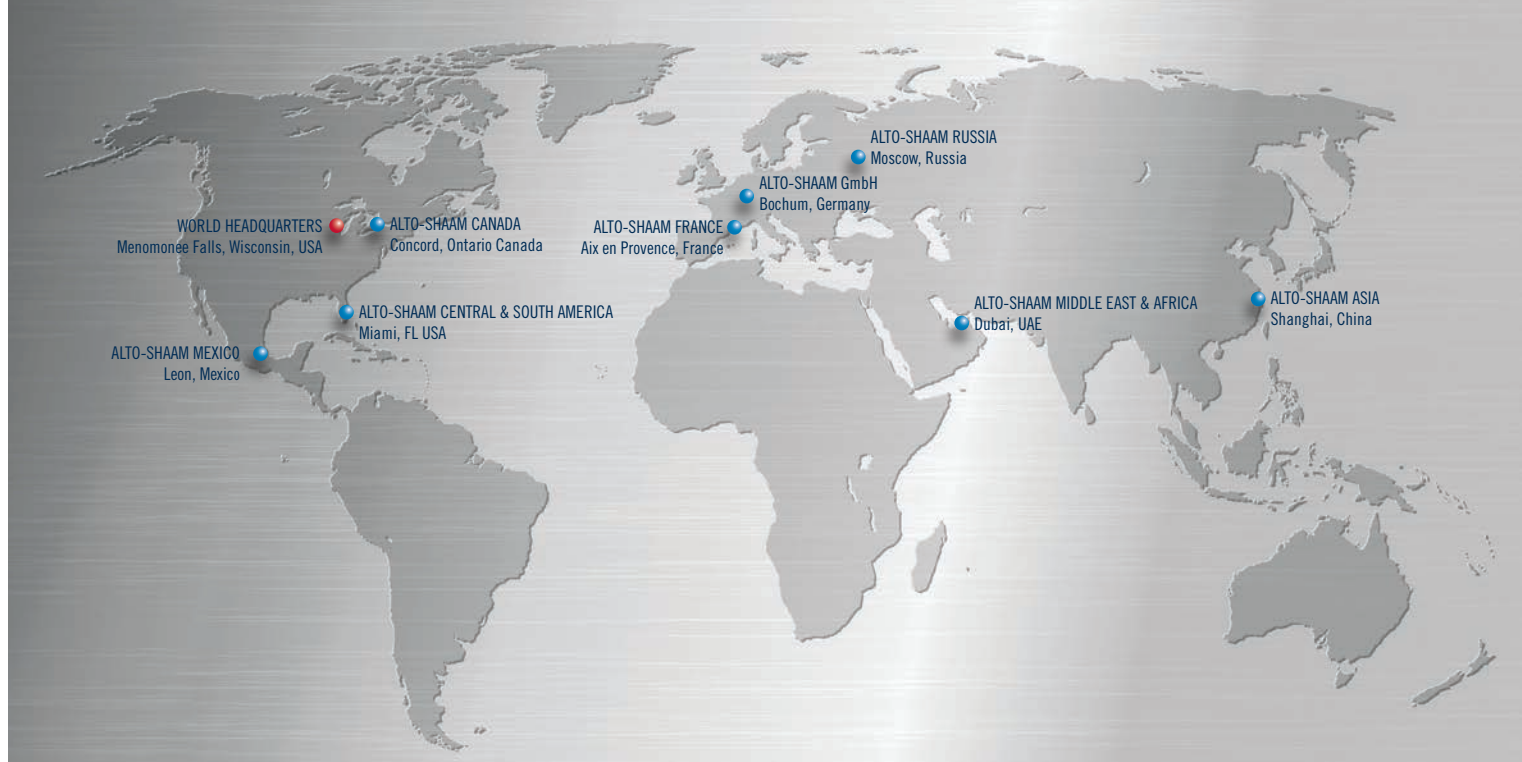 ALTO-SHAAM RUSSIA
Moscow, Russia
ALTO-SHAAM GmbH
Bochum, Germany
WORLD HEADQUARTERS
Menomonee Falls, Wisconsin, USA
ALTO-SHAAM CANADA
Concord, Ontario Canada
ALTO-SHAAM FRANCE
Aix en Provence, France
ALTO-SHAAM CENTRAL & SOUTH AMERICA
Miami, FL USA
ALTO-SHAAM MIDDLE EAST & AFRICA
Dubai, UAE
ALTO-SHAAM ASIA
Shanghai, China
ALTO-SHAAM MEXICO
Leon, Mexico